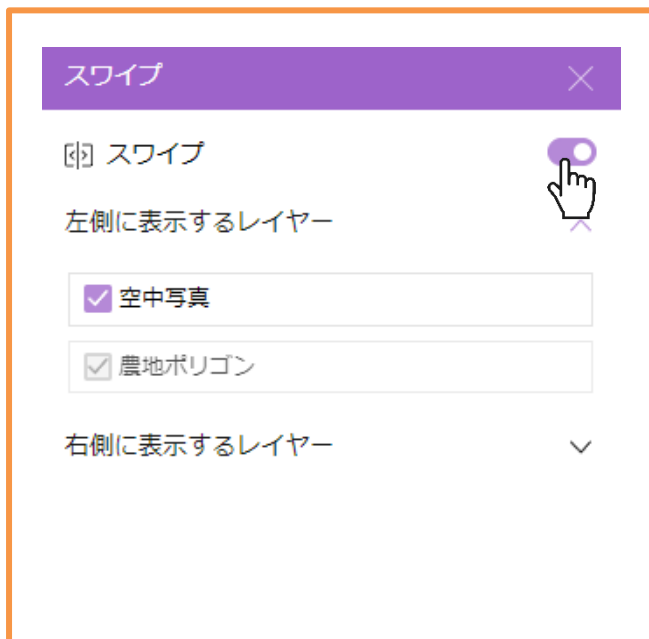 スワイプ
スワイプ
左側に表示するレイヤー
空中写真
農地ポリゴン
右側に表示するレイヤー